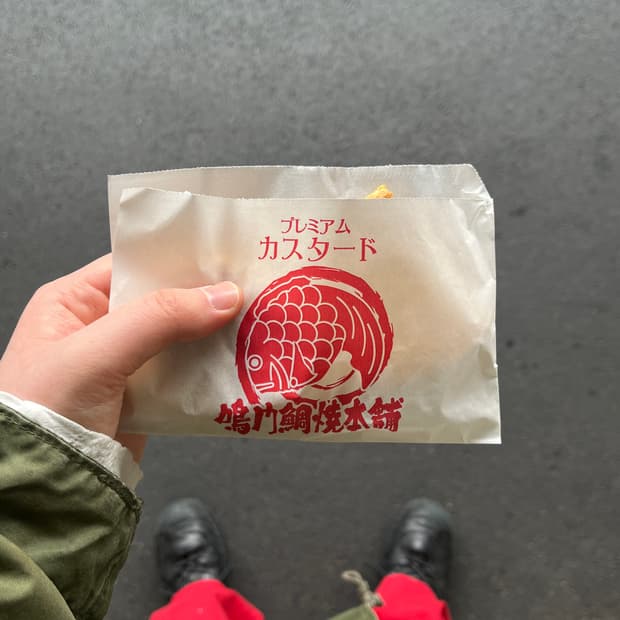 プレミアム
カスタード
鳴門鯛焼本舗